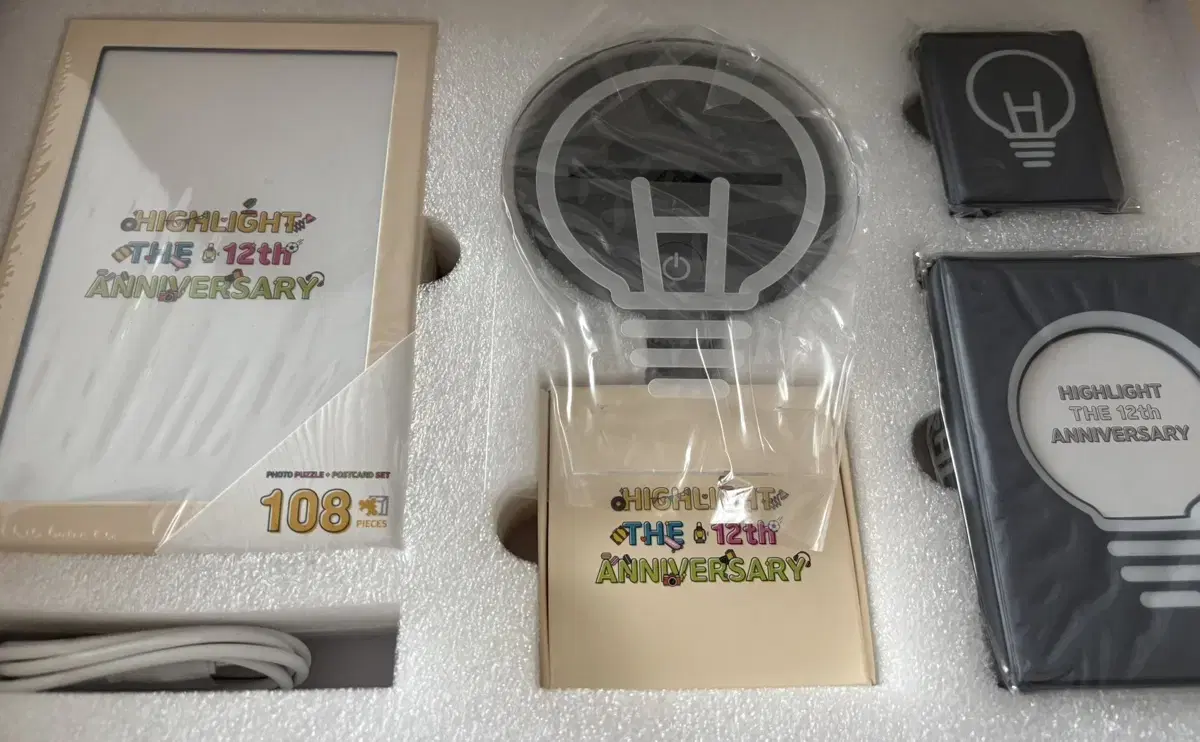 HIGHLIGHT
THE 12th
ANNIVERSARY
PHOTO PUZZLE + POSTCARD SET
108
PIECES
H
HIGHLIGHT
THE 12th
ANNIVERSARY
H
HIGHLIGHT
THE 12th
ANNIVERSARY